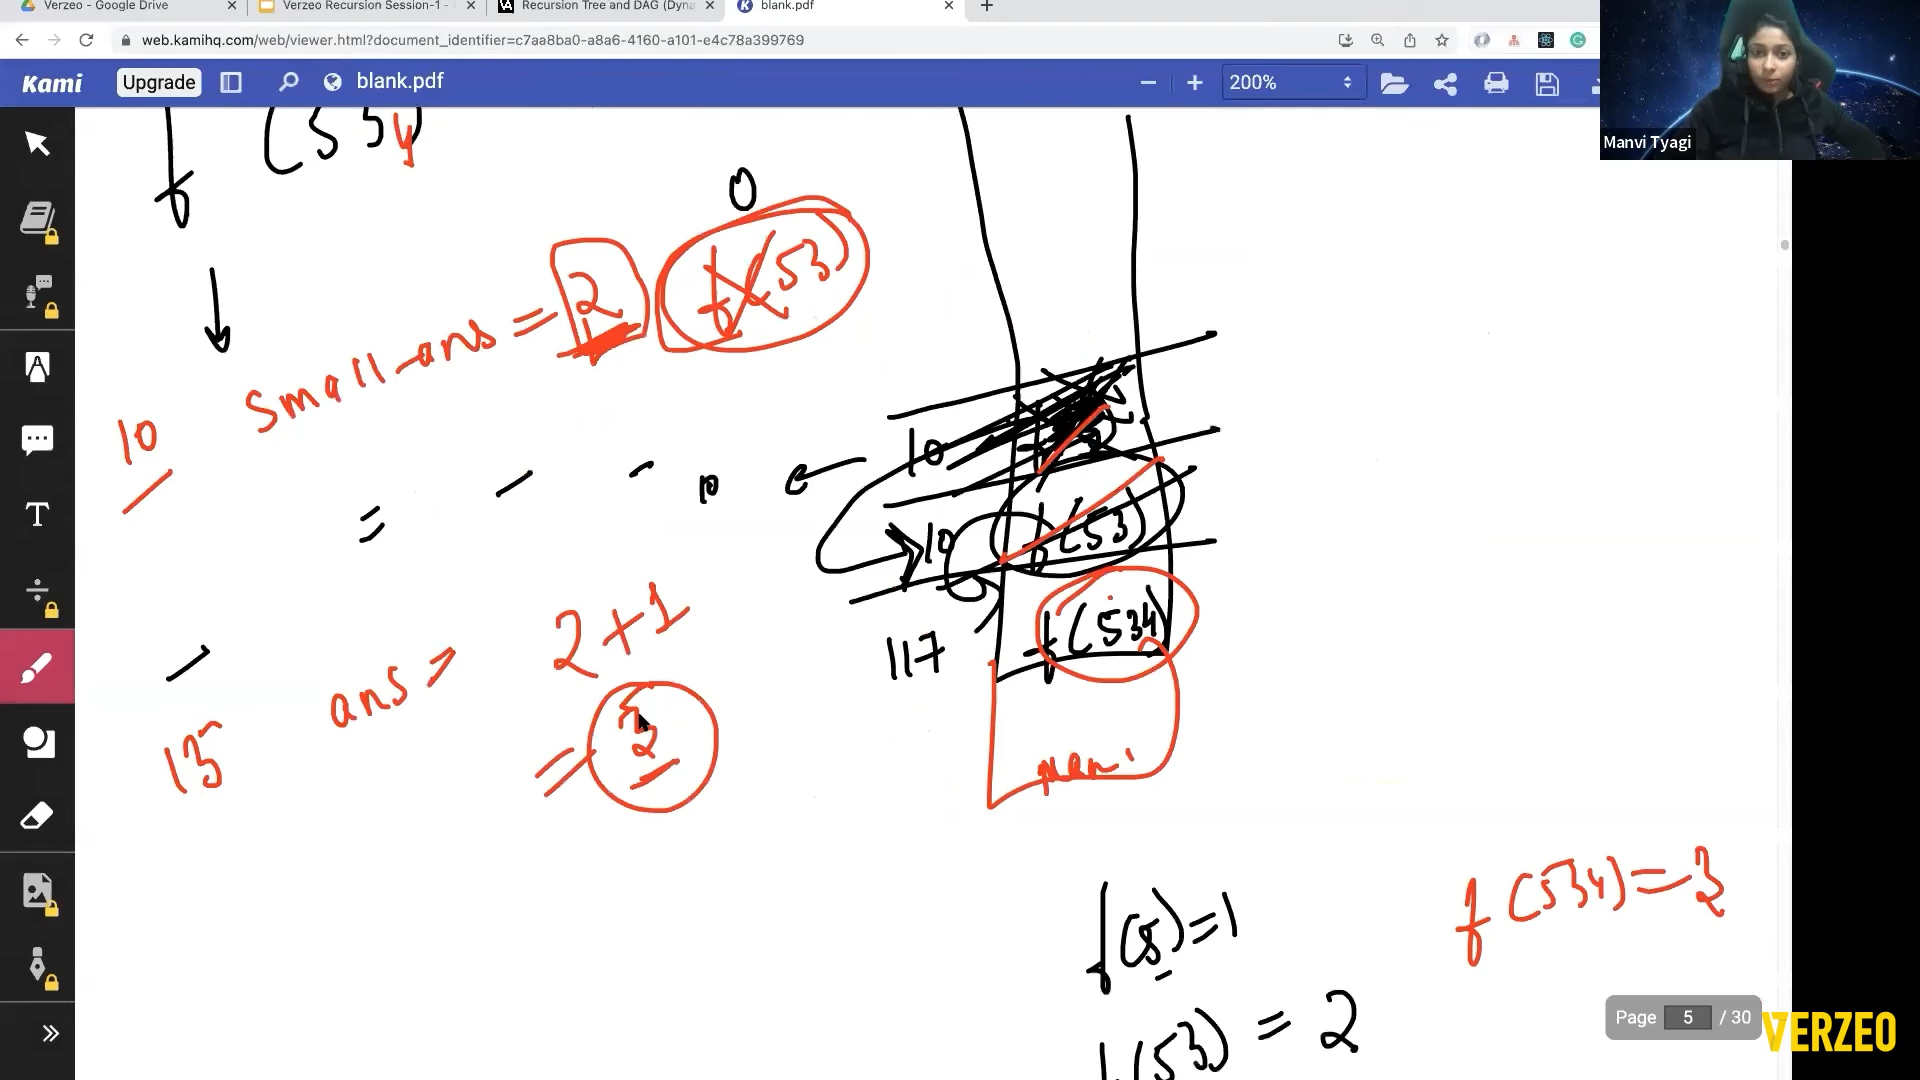 Verzeo - Google Drive
Verzeo Recursion Session-1 -
Recursion Tree and DAG (Dyna
blank.pdf
web.kamihq.com/web/viewer.html?document_identifier=c7aa8ba0-a8a6-4160-a101-e4c78a399769
Kami
Upgrade
blank.pdf
200%
Manvi Tyagi
f (534
0
small-ans = 2 f(53)
10
10
10 f(53)
117 f(534)
ans = 2+1
= 3
2
15
main
f(5)=1
f(534)=3
f(53) = 2
Page 5 / 30
VERZEO